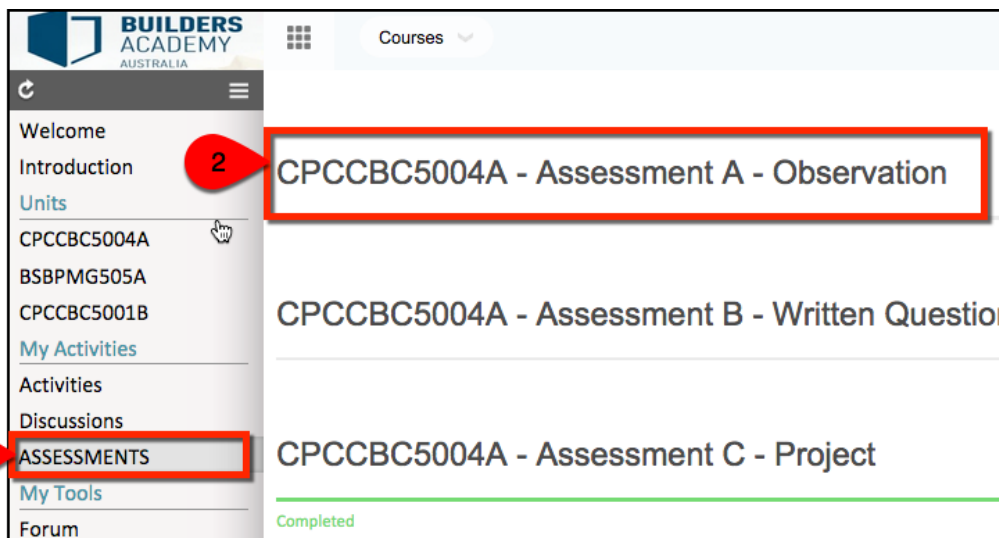 BUILDERS
ACADEMY
AUSTRALIA
Courses
Welcome
Introduction
Units
CPCCBC5004A
BSBPMG505A
CPCCBC5001B
My Activities
Activities
Discussions
ASSESSMENTS
My Tools
Forum
2
CPCCBC5004A - Assessment A - Observation
CPCCBC5004A - Assessment B - Written Question
CPCCBC5004A - Assessment C - Project
Completed